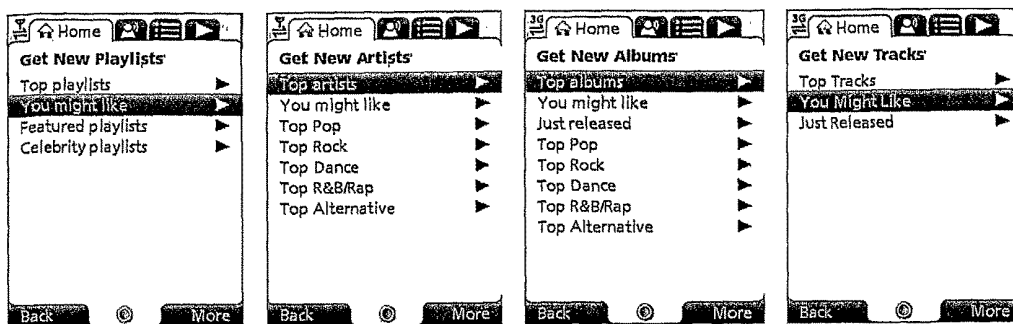 Home
Get New Playlists
Top playlists
You might like
Featured playlists
Celebrity playlists
Back More
Home
Get New Artists
Top artists
You might like
Top Pop
Top Rock
Top Dance
Top R&B/Rap
Top Alternative
Back More
3G Home
Get New Albums
Top albums
You might like
Just released
Top Pop
Top Rock
Top Dance
Top R&B/Rap
Top Alternative
Back More
3G Home
Get New Tracks
Top Tracks
You Might Like
Just Released
Back More